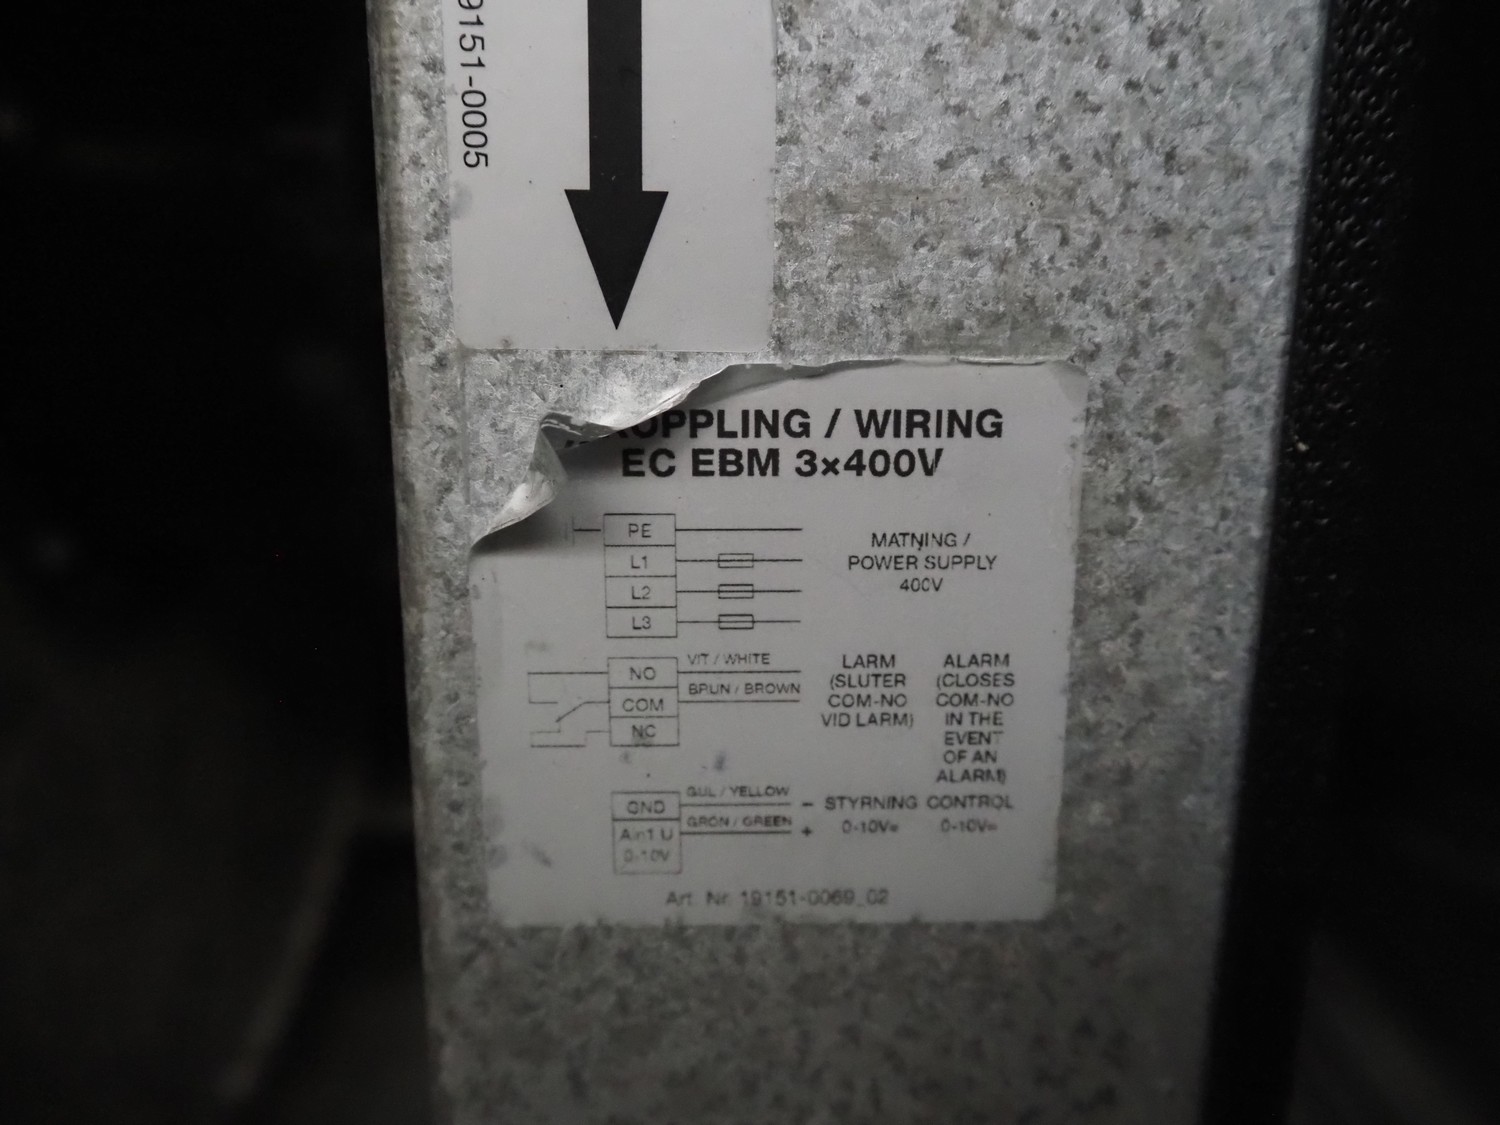 9151-0005
OPPLING / WIRING
EC EBM 3×400V
PE
L1
L2
L3
MATNING /
POWER SUPPLY
400V
NO
COM
NC
VIT / WHITE
BRUN / BROWN
LARM
(SLUTER
COM-NO
VID LARM)
ALARM
(CLOSES
COM-NO
IN THE
EVENT
OF AN
ALARM)
GND
Ain1 U
0-10V
GUL / YELLOW
GRÖN / GREEN
-
+
STYRNING
0-10V=
CONTROL
0-10V=
Art. Nr. 19151-0069_02